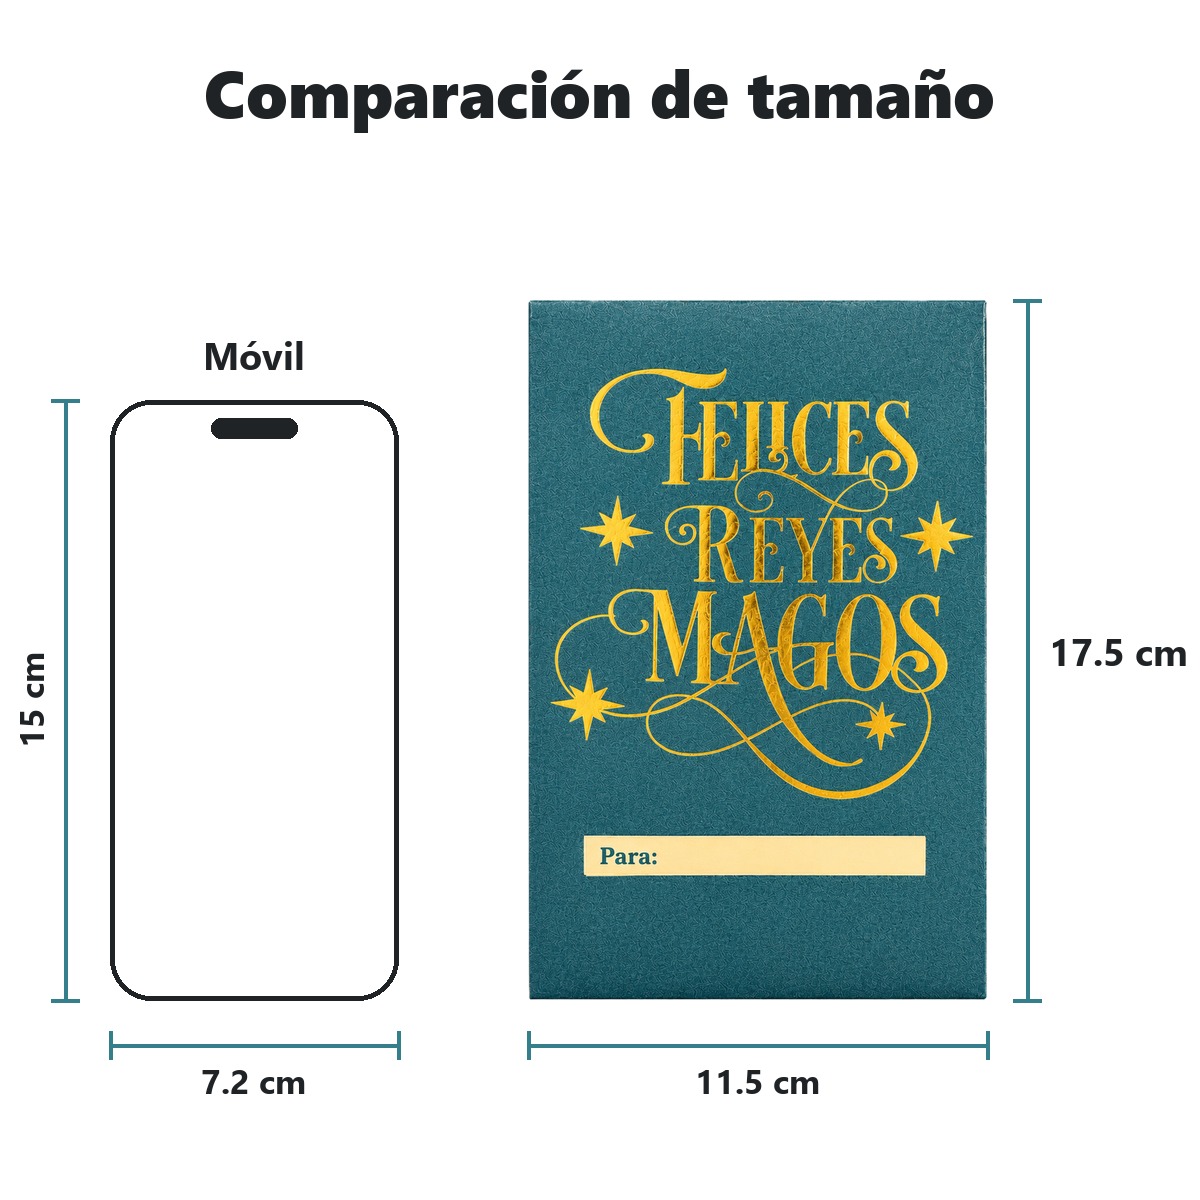 Comparación de tamaño
Móvil
15 cm
7.2 cm
FELICES
REYES
MAGOS
Para:
17.5 cm
11.5 cm